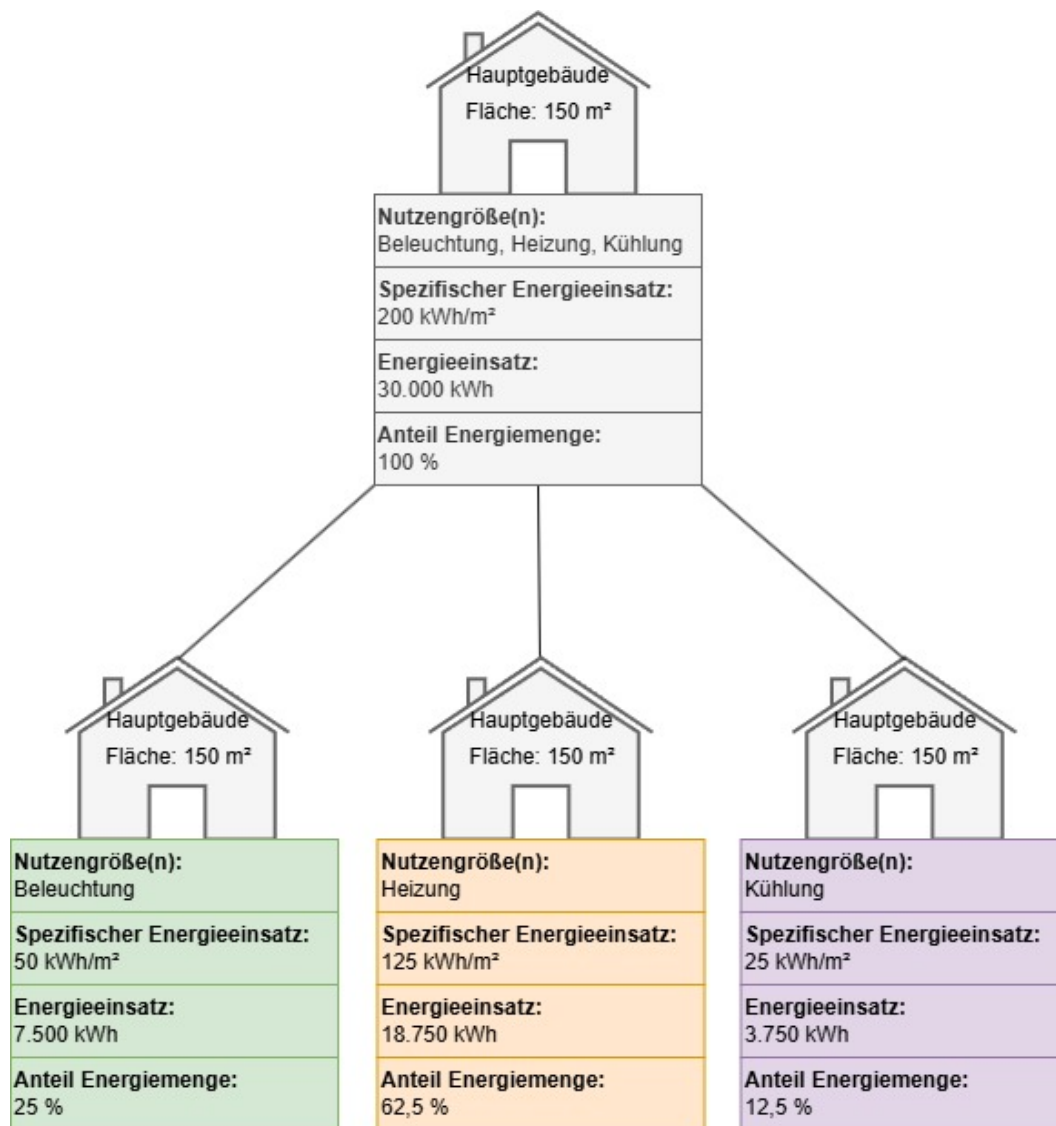 Hauptgebäude
Fläche: 150 m²
Nutzengröße(n):
Beleuchtung, Heizung, Kühlung
Spezifischer Energieeinsatz:
200 kWh/m²
Energieeinsatz:
30.000 kWh
Anteil Energiemenge:
100 %
Hauptgebäude
Fläche: 150 m²
Nutzengröße(n):
Beleuchtung
Spezifischer Energieeinsatz:
50 kWh/m²
Energieeinsatz:
7.500 kWh
Anteil Energiemenge:
25 %
Hauptgebäude
Fläche: 150 m²
Nutzengröße(n):
Heizung
Spezifischer Energieeinsatz:
125 kWh/m²
Energieeinsatz:
18.750 kWh
Anteil Energiemenge:
62,5 %
Hauptgebäude
Fläche: 150 m²
Nutzengröße(n):
Kühlung
Spezifischer Energieeinsatz:
25 kWh/m²
Energieeinsatz:
3.750 kWh
Anteil Energiemenge:
12,5 %